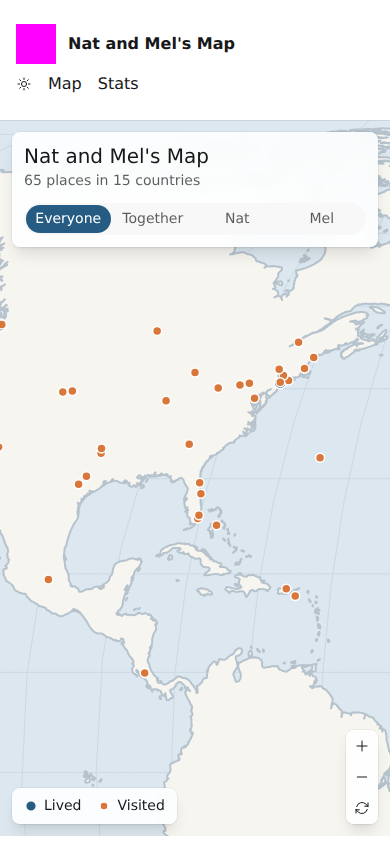 Nat and Mel's Map
Map Stats
Nat and Mel's Map
65 places in 15 countries
Everyone Together Nat Mel
Lived Visited